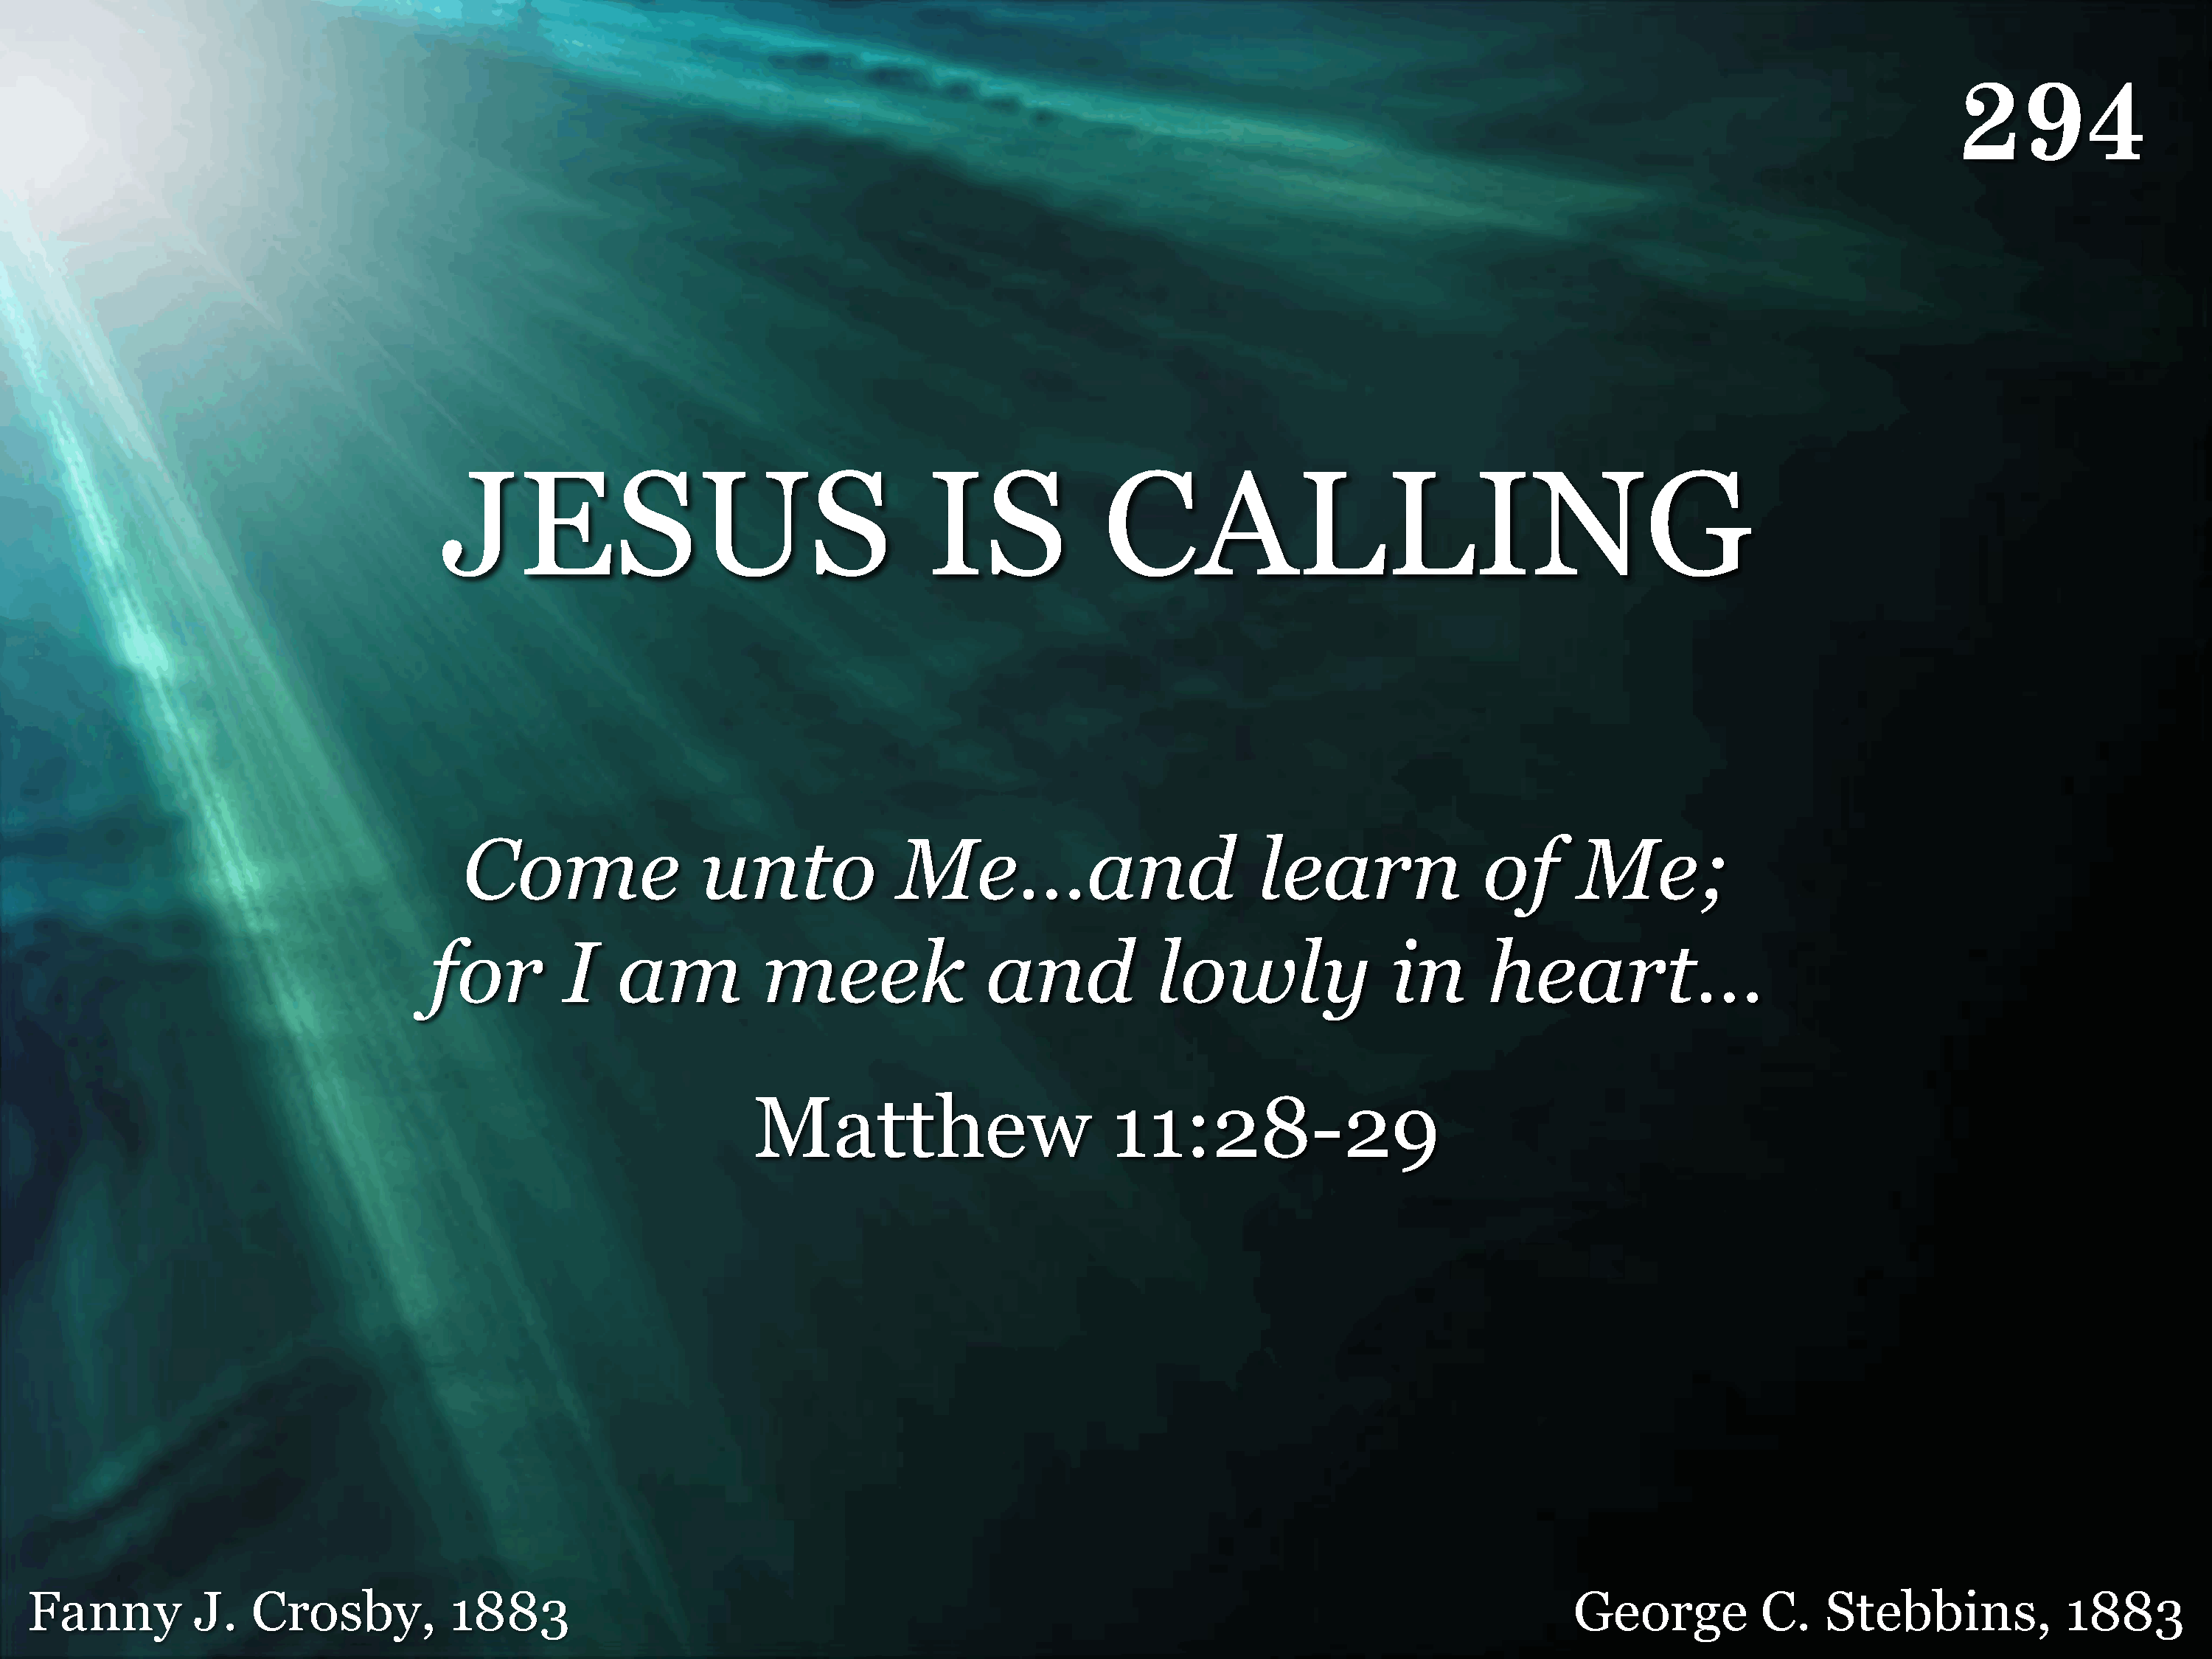 294
JESUS IS CALLING
Come unto Me...and learn of Me;
for I am meek and lowly in heart...
Matthew 11:28-29
Fanny J. Crosby, 1883
George C. Stebbins, 1883